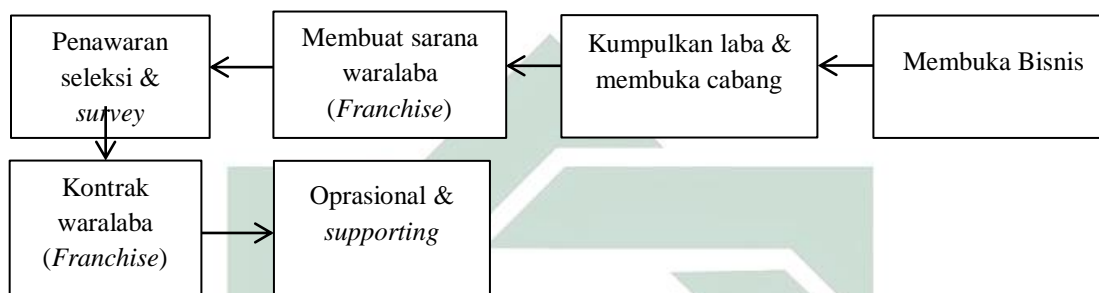 Penawaran
seleksi &
survey
Membuat sarana
waralaba
(Franchise)
Kumpulkan laba &
membuka cabang
Membuka Bisnis
Kontrak
waralaba
(Franchise)
Oprasional &
supporting